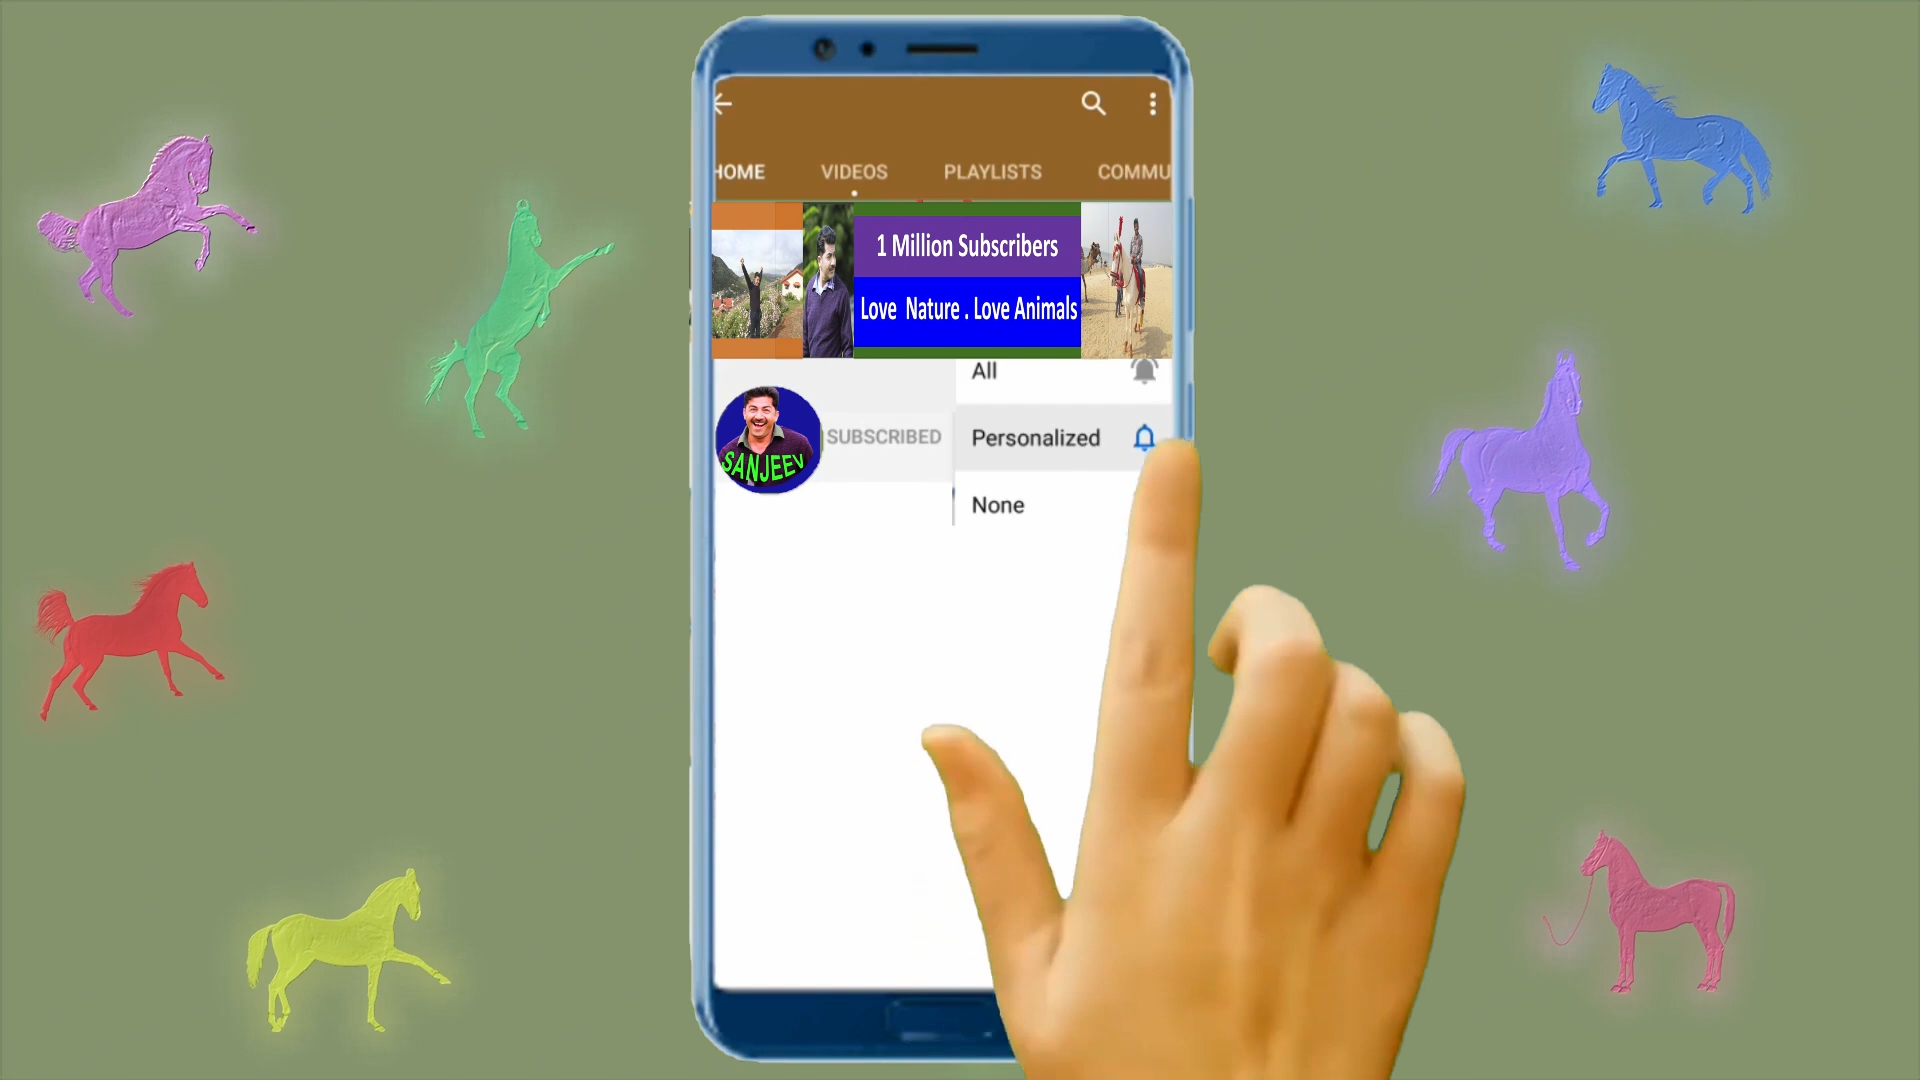 HOME VIDEOS PLAYLISTS COMMU
1 Million Subscribers
Love Nature . Love Animals
All
SANJEEV
SUBSCRIBED
Personalized
None